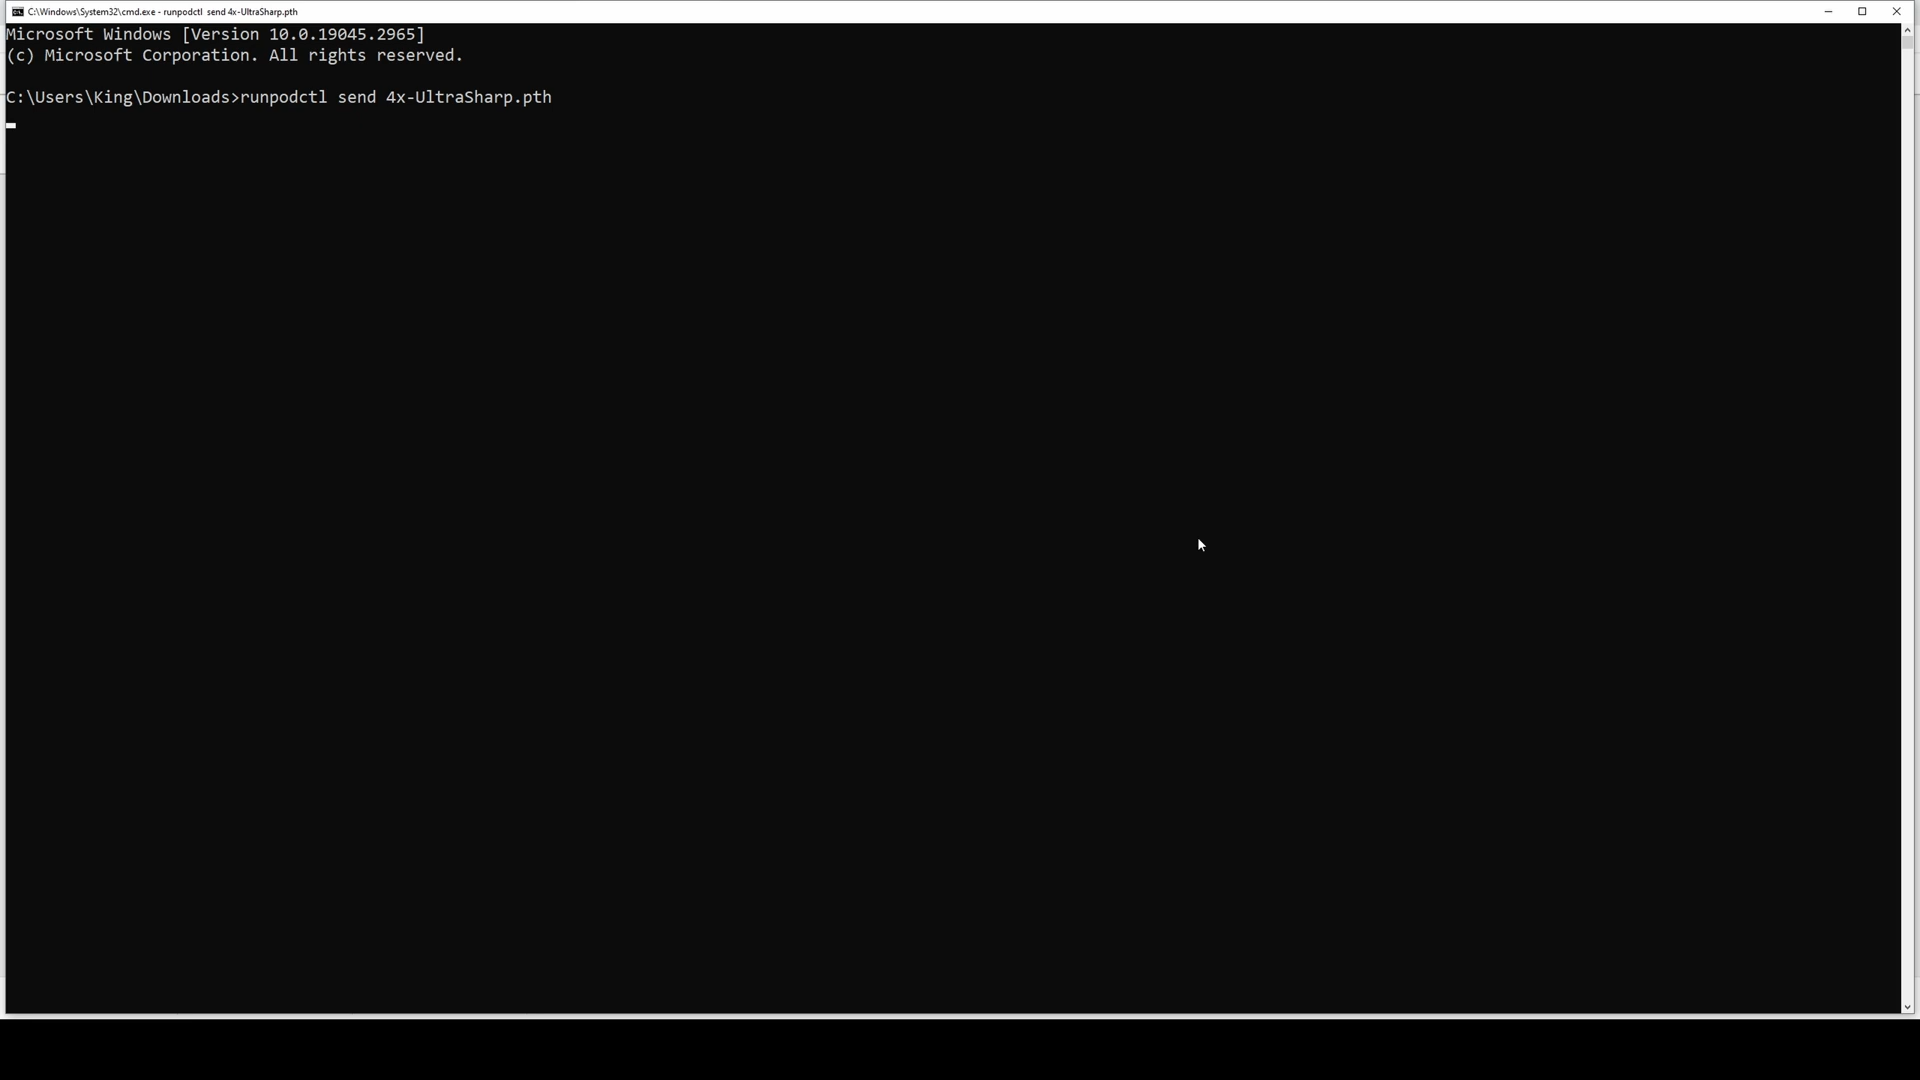 C:\Windows\System32\cmd.exe - runpodctl  send 4x-UltraSharp.pth
Microsoft Windows [Version 10.0.19045.2965]
(c) Microsoft Corporation. All rights reserved.
C:\Users\King\Downloads>runpodctl send 4x-UltraSharp.pth